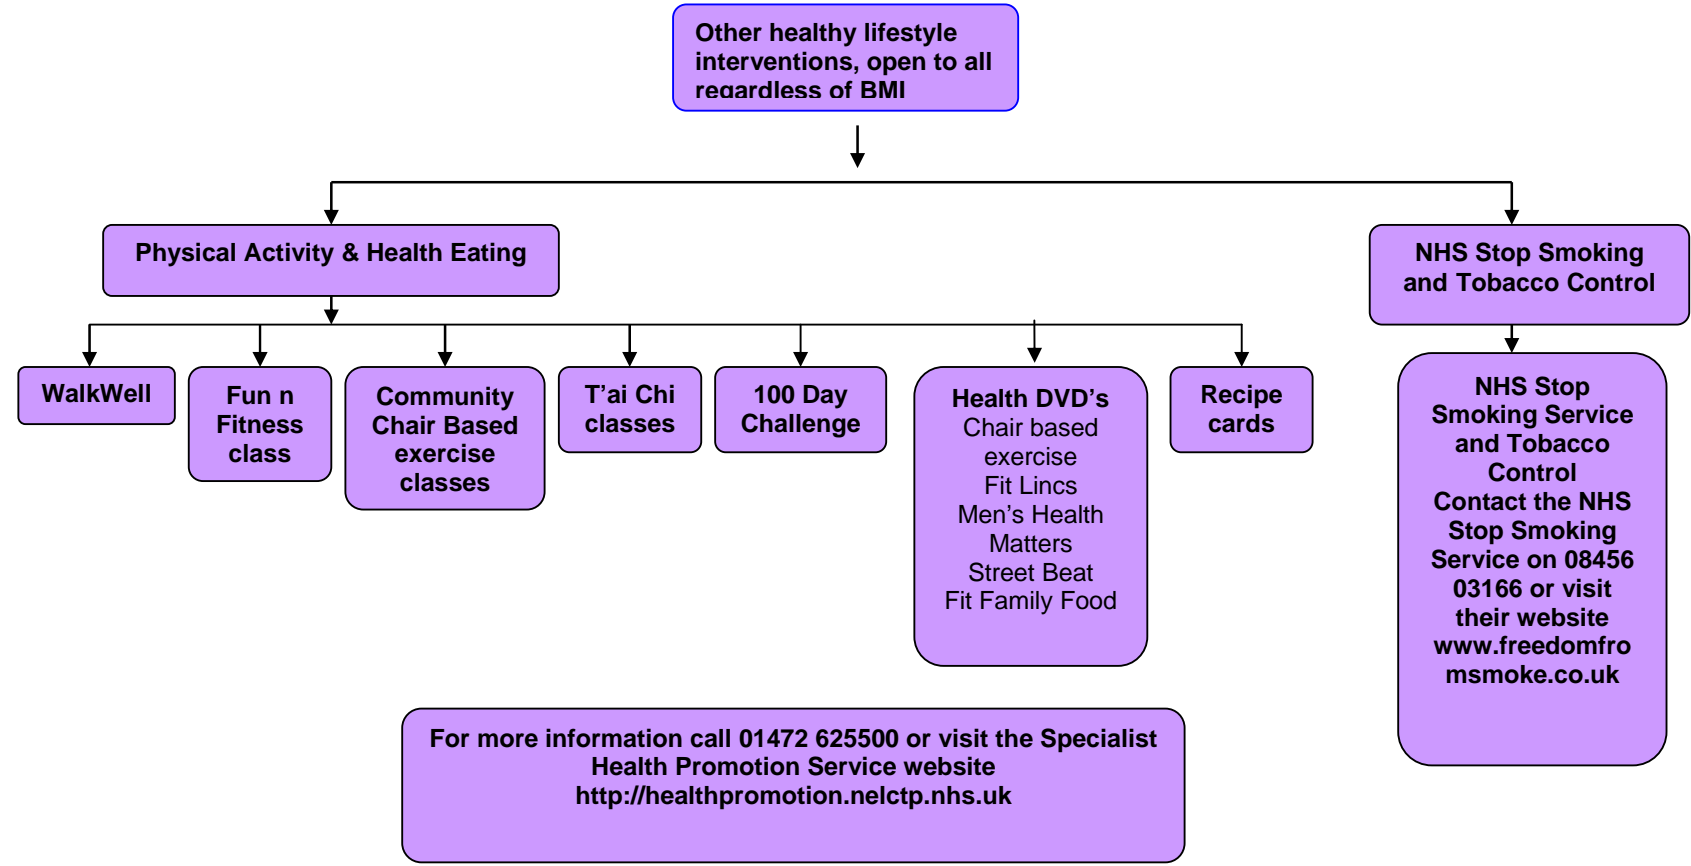 Other healthy lifestyle
interventions, open to all
regardless of BMI
Physical Activity & Health Eating
NHS Stop Smoking
and Tobacco Control
WalkWell
Fun n
Fitness
class
Community
Chair Based
exercise
classes
T'ai Chi
classes
100 Day
Challenge
Health DVD's
Chair based
exercise
Fit Lincs
Men's Health
Matters
Street Beat
Fit Family Food
Recipe
cards
NHS Stop
Smoking Service
and Tobacco
Control
Contact the NHS
Stop Smoking
Service on 08456
03166 or visit
their website
www.freedomfro
msmoke.co.uk
For more information call 01472 625500 or visit the Specialist
Health Promotion Service website
http://healthpromotion.nelctp.nhs.uk